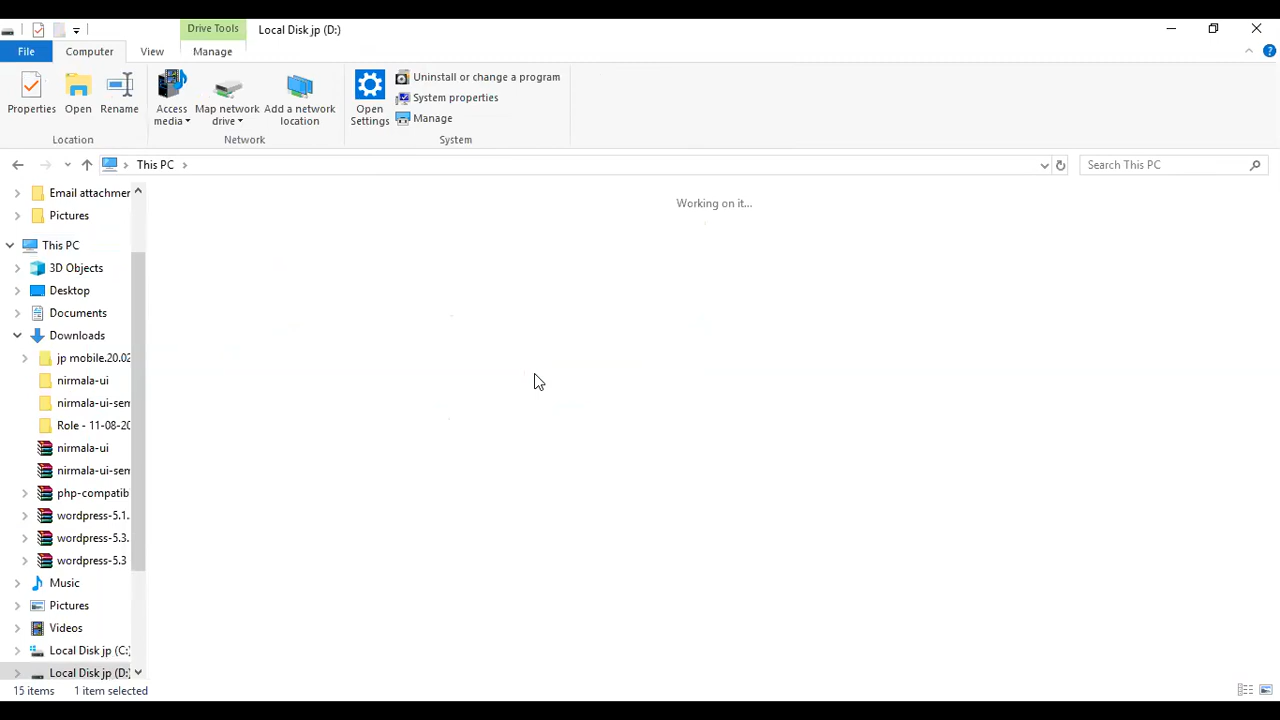 Drive Tools
Local Disk jp (D:)
File
Computer
View
Manage
Properties
Open
Rename
Access media
Map network drive
Add a network location
Open Settings
Uninstall or change a program
System properties
Manage
Location
Network
System
This PC
Search This PC
Working on it...
Email attachmer
Pictures
This PC
3D Objects
Desktop
Documents
Downloads
jp mobile.20.02
nirmala-ui
nirmala-ui-sem
Role - 11-08-20
nirmala-ui
nirmala-ui-sem
php-compatib
wordpress-5.1.
wordpress-5.3.
wordpress-5.3
Music
Pictures
Videos
Local Disk jp (C:
Local Disk jp (D:
15 items
1 item selected